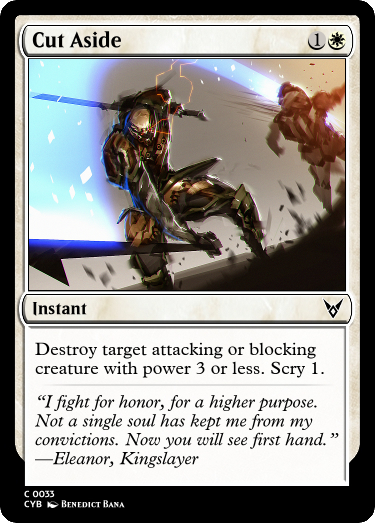 Cut Aside 1
Instant
Destroy target attacking or blocking
creature with power 3 or less. Scry 1.
“I fight for honor, for a higher purpose.
Not a single soul has kept me from my
convictions. Now you will see first hand.”
—Eleanor, Kingslayer
C 0033
CYB Benedict Bana